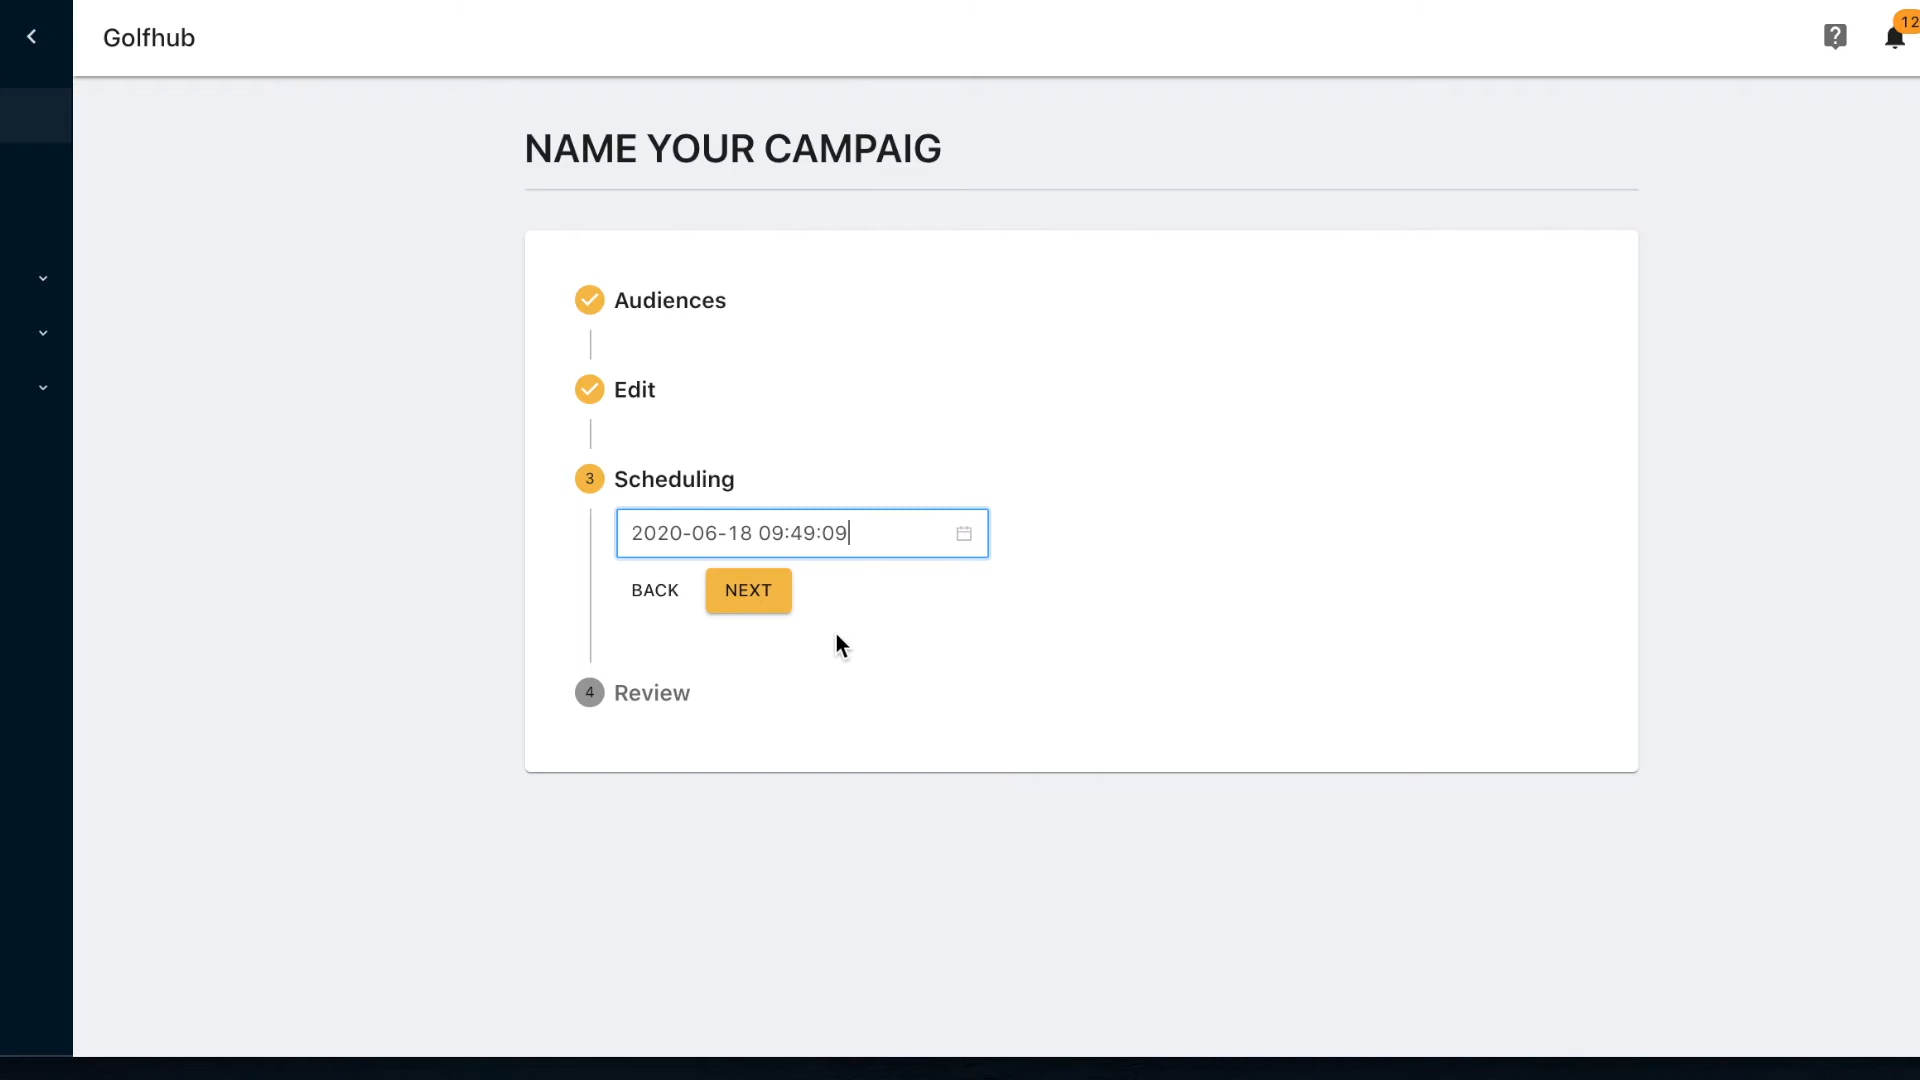 Golfhub
12
NAME YOUR CAMPAIG
Audiences
Edit
3 Scheduling
2020-06-18 09:49:09
BACK NEXT
4 Review